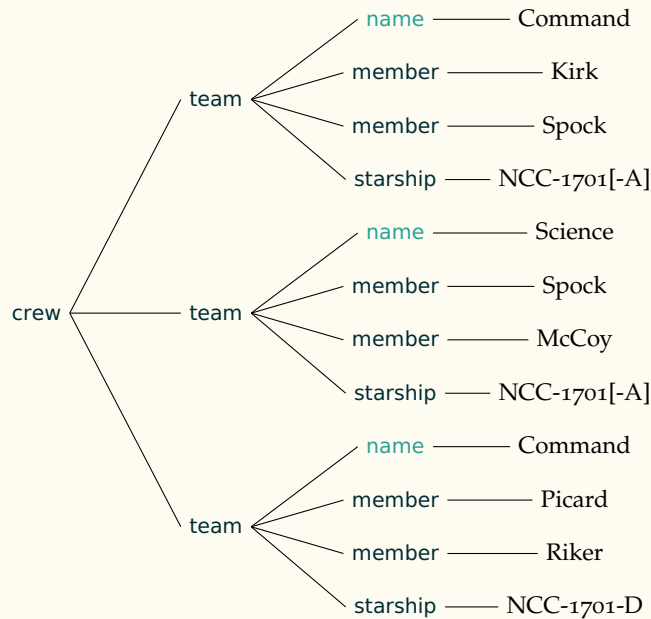 name Command
member Kirk
team
member Spock
starship NCC-1701[-A]
name Science
member Spock
crew team
member McCoy
starship NCC-1701[-A]
name Command
member Picard
team
member Riker
starship NCC-1701-D